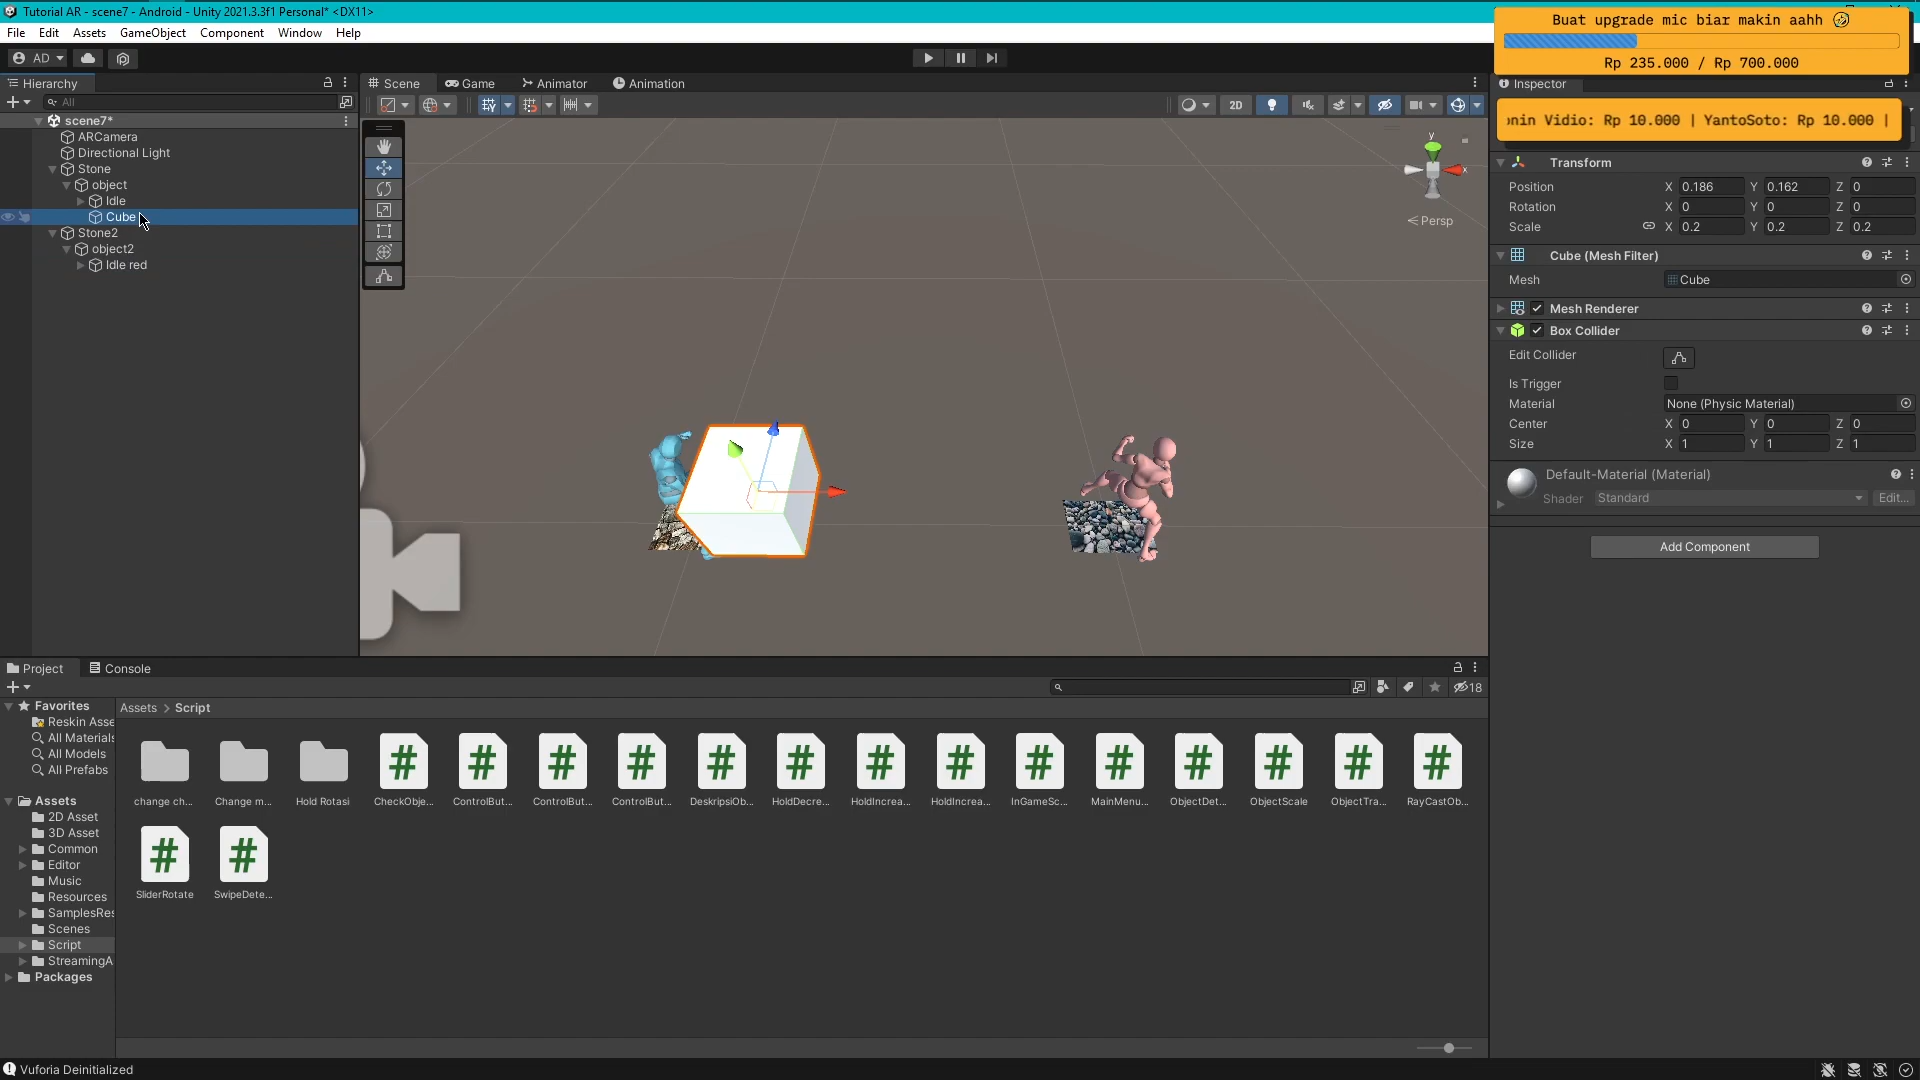 Tutorial AR - scene7 - Android - Unity 2021.3.3f1 Personal* <DX11>
File Edit Assets GameObject Component Window Help
AD
Buat upgrade mic biar makin aahh 🤣
Rp 235.000 / Rp 700.000
Hierarchy
All
scene7*
ARCamera
Directional Light
Stone
object
Idle
Cube
Stone2
object2
Idle red
Scene Game Animator Animation
2D
y
x
Persp
Inspector
Vidio: Rp 10.000 | YantoSoto: Rp 10.000 |
Transform
Position X 0.186 Y 0.162 Z 0
Rotation X 0 Y 0 Z 0
Scale X 0.2 Y 0.2 Z 0.2
Cube (Mesh Filter)
Mesh Cube
Mesh Renderer
Box Collider
Edit Collider
Is Trigger
Material None (Physic Material)
Center X 0 Y 0 Z 0
Size X 1 Y 1 Z 1
Default-Material (Material)
Shader Standard Edit...
Add Component
Project Console
18
Favorites
Reskin Asse
All Materials
All Models
All Prefabs
Assets
2D Asset
3D Asset
Common
Editor
Music
Resources
SamplesRes
Scenes
Script
StreamingA
Packages
Assets > Script
change ch... Change m... Hold Rotasi CheckObje... ControlBut... ControlBut... ControlBut... DeskripsiOb... HoldDecre... HoldIncrea... HoldIncrea... InGameSc... MainMenu... ObjectDet... ObjectScale ObjectTra... RayCastOb...
SliderRotate SwipeDete...
Vuforia Deinitialized